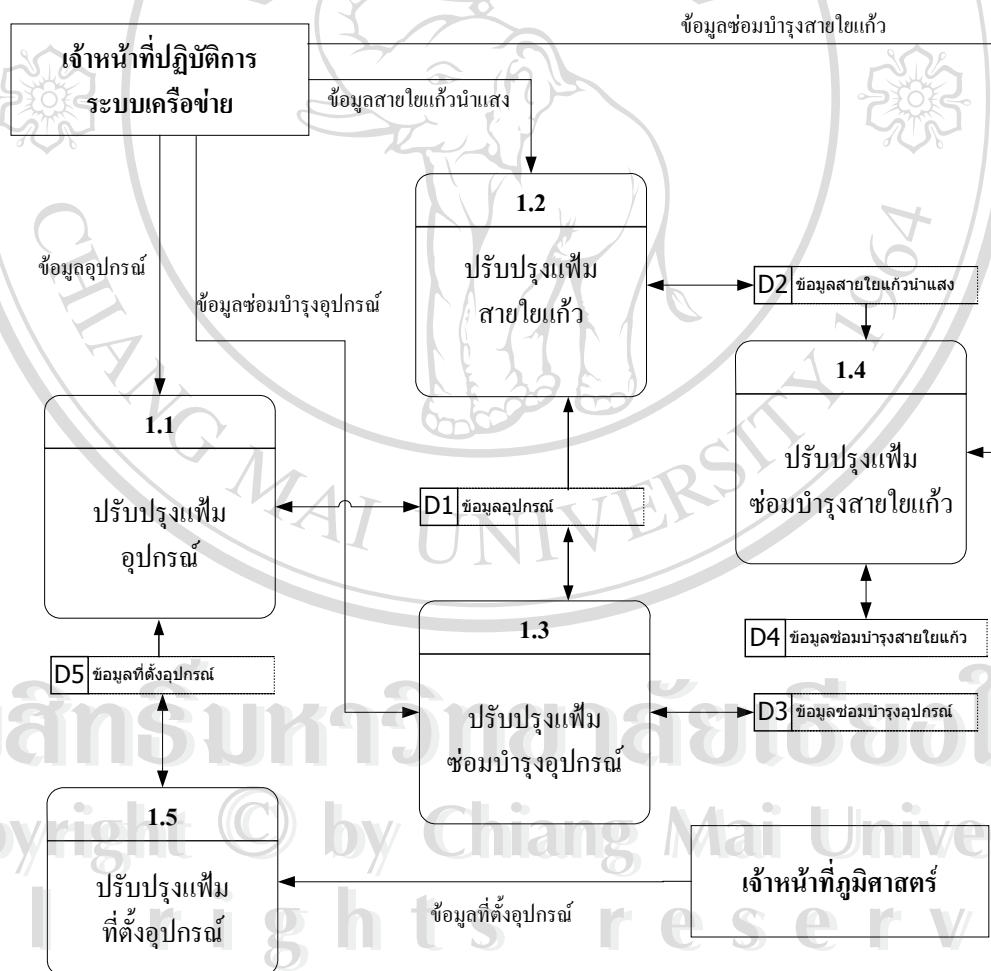 ข้อมูลซ่อมบำรุงสายใยแก้ว
เจ้าหน้าที่ปฏิบัติการ
ระบบเครือข่าย
ข้อมูลสายใยแก้วนำแสง
1.2
ปรับปรุงแฟ้ม
สายใยแก้ว
ข้อมูลอุปกรณ์
ข้อมูลซ่อมบำรุงอุปกรณ์
D2 ข้อมูลสายใยแก้วนำแสง
1.4
ปรับปรุงแฟ้ม
ซ่อมบำรุงสายใยแก้ว
1.1
ปรับปรุงแฟ้ม
อุปกรณ์
D1 ข้อมูลอุปกรณ์
1.3
ปรับปรุงแฟ้ม
ซ่อมบำรุงอุปกรณ์
D4 ข้อมูลซ่อมบำรุงสายใยแก้ว
D5 ข้อมูลที่ตั้งอุปกรณ์
D3 ข้อมูลซ่อมบำรุงอุปกรณ์
1.5
ปรับปรุงแฟ้ม
ที่ตั้งอุปกรณ์
ข้อมูลที่ตั้งอุปกรณ์
เจ้าหน้าที่ภูมิศาสตร์
CHIANG MAI UNIVERSITY 1964
© by Chiang Mai
rights